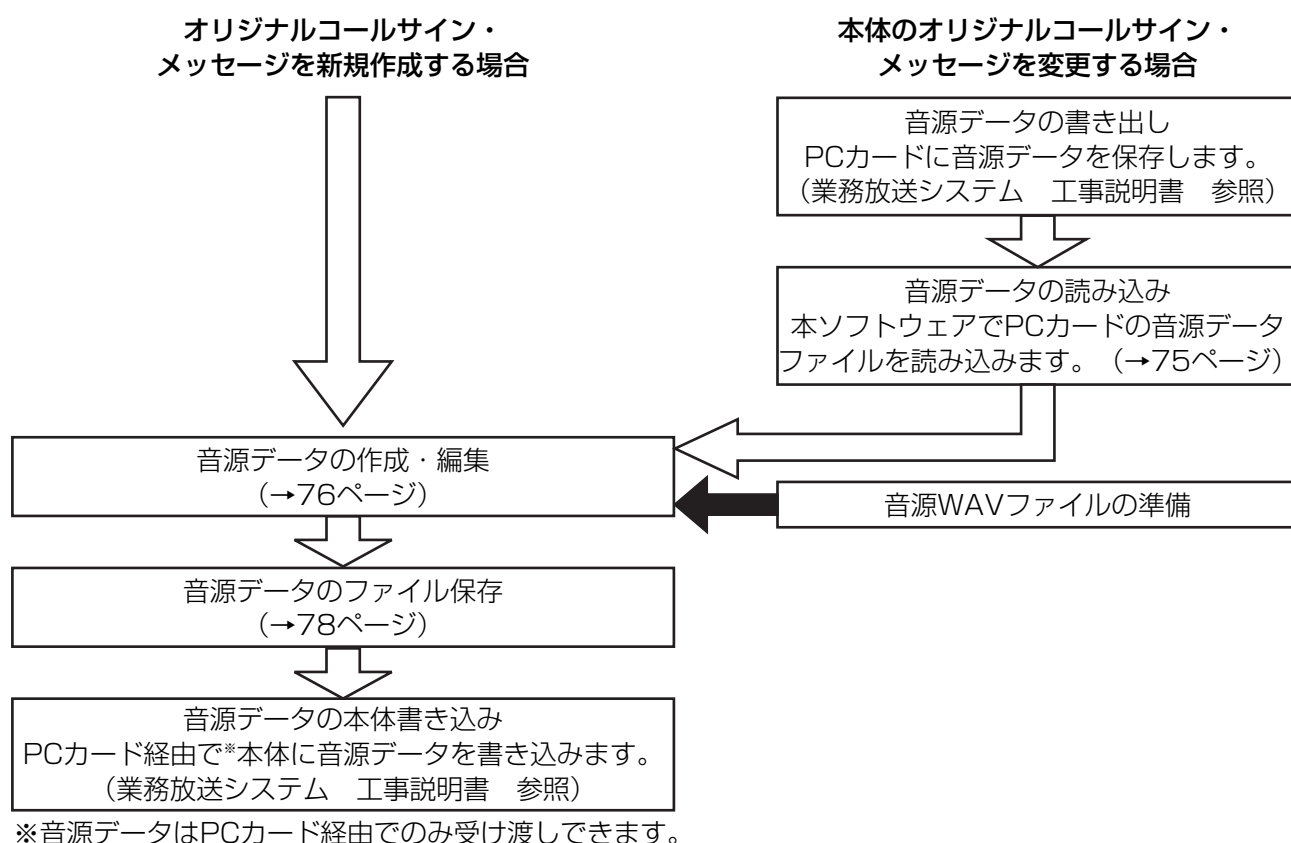 オリジナルコールサイン・
メッセージを新規作成する場合
本体のオリジナルコールサイン・
メッセージを変更する場合
音源データの書き出し
PCカードに音源データを保存します。
（業務放送システム　工事説明書　参照）
音源データの読み込み
本ソフトウェアでPCカードの音源データ
ファイルを読み込みます。（→75ページ）
音源データの作成・編集
（→76ページ）
音源WAVファイルの準備
音源データのファイル保存
（→78ページ）
音源データの本体書き込み
PCカード経由で※本体に音源データを書き込みます。
（業務放送システム　工事説明書　参照）
※音源データはPCカード経由でのみ受け渡しできます。